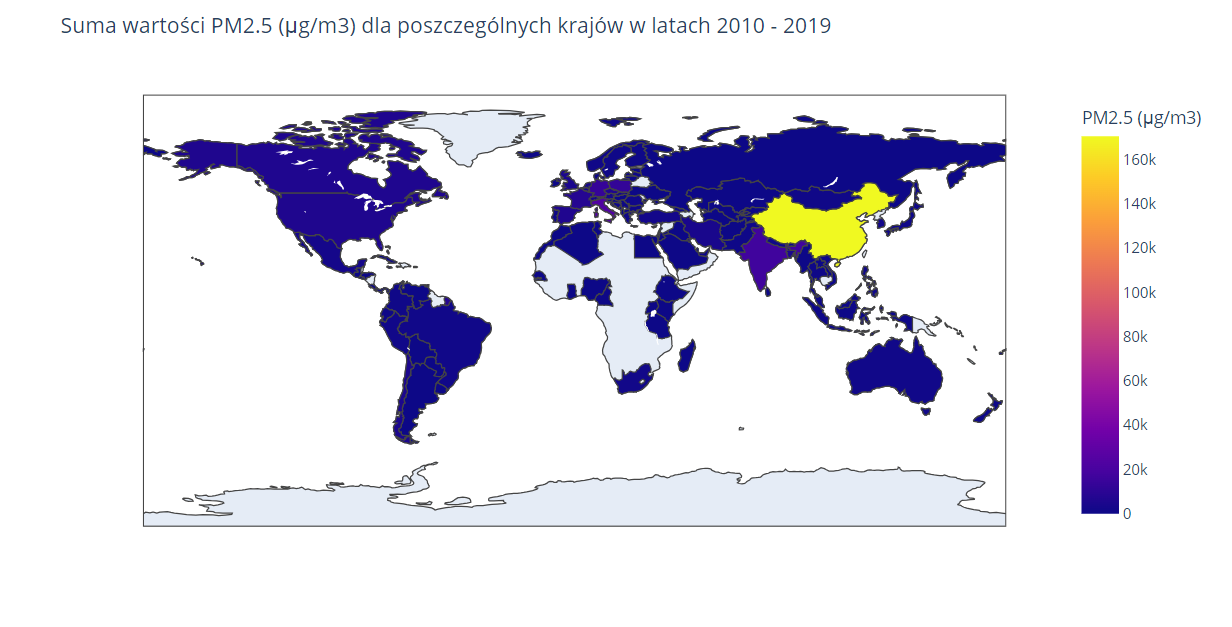 Suma wartości PM2.5 (μg/m3) dla poszczególnych krajów w latach 2010 - 2019
PM2.5 (μg/m3)
160k
140k
120k
100k
80k
60k
40k
20k
0